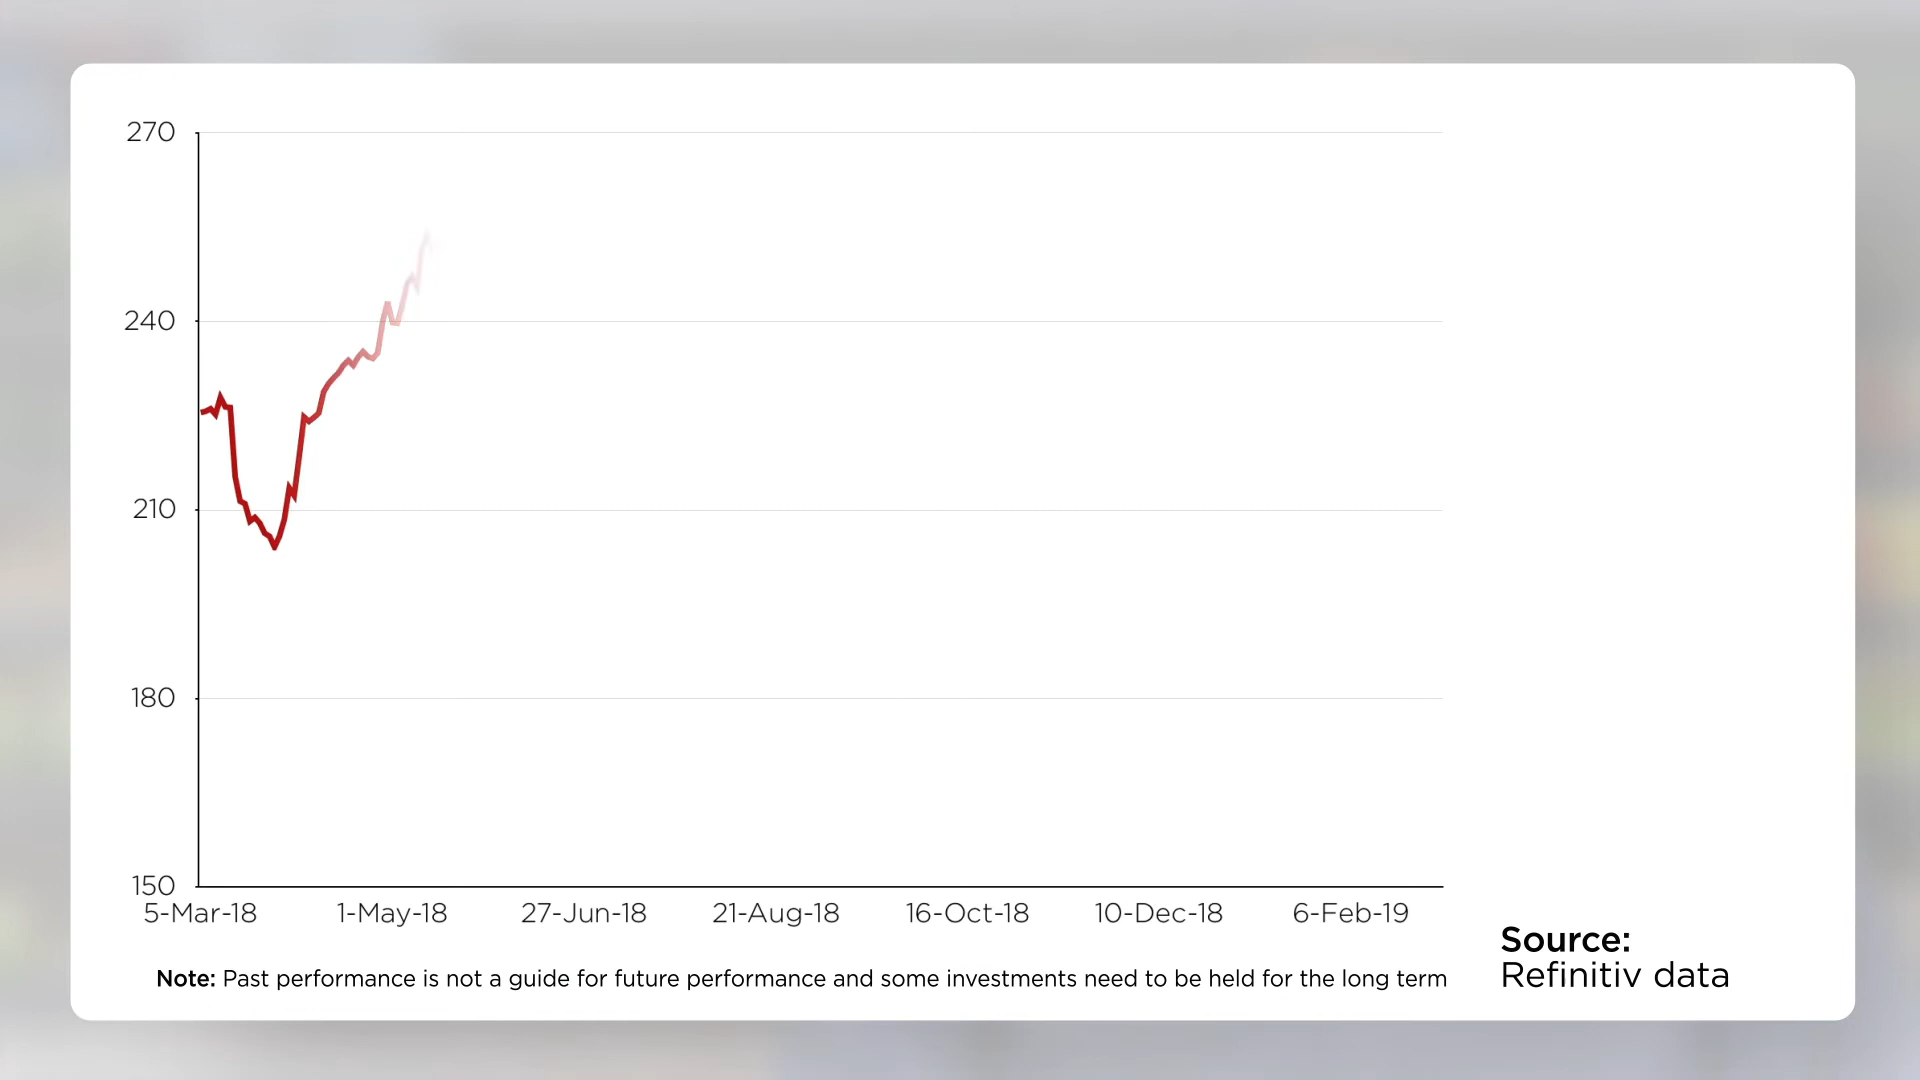 270
240
210
180
150
5-Mar-18 1-May-18 27-Jun-18 21-Aug-18 16-Oct-18 10-Dec-18 6-Feb-19
Note: Past performance is not a guide for future performance and some investments need to be held for the long term
Source:
Refinitiv data